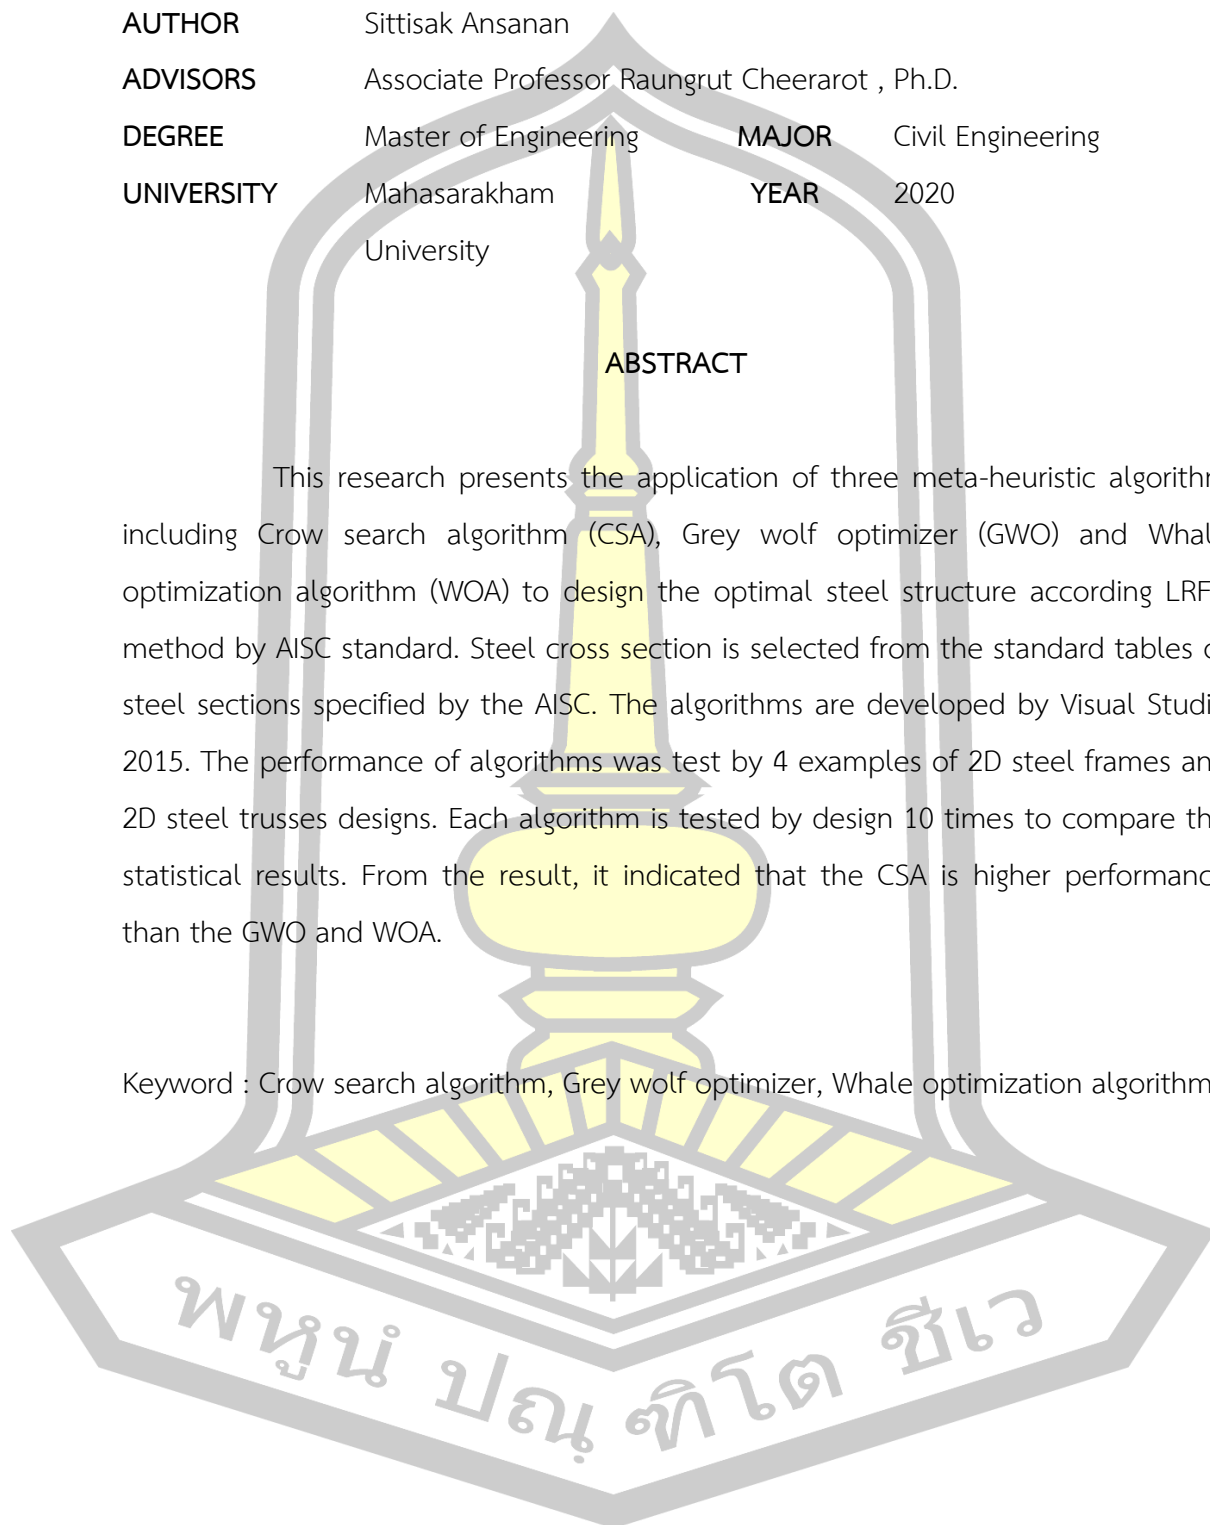 AUTHOR Sittisak Ansanan
ADVISORS Associate Professor Raungrut Cheerarot , Ph.D.
DEGREE Master of Engineering MAJOR Civil Engineering
UNIVERSITY Mahasarakham YEAR 2020
University
ABSTRACT
This research presents the application of three meta-heuristic algorithm
including Crow search algorithm (CSA), Grey wolf optimizer (GWO) and Whal
optimization algorithm (WOA) to design the optimal steel structure according LRF
method by AISC standard. Steel cross section is selected from the standard tables o
steel sections specified by the AISC. The algorithms are developed by Visual Studi
2015. The performance of algorithms was test by 4 examples of 2D steel frames an
2D steel trusses designs. Each algorithm is tested by design 10 times to compare th
statistical results. From the result, it indicated that the CSA is higher performanc
than the GWO and WOA.
Keyword : Crow search algorithm, Grey wolf optimizer, Whale optimization algorithm
พหูนํ ปณฺฑิโต ชีเว